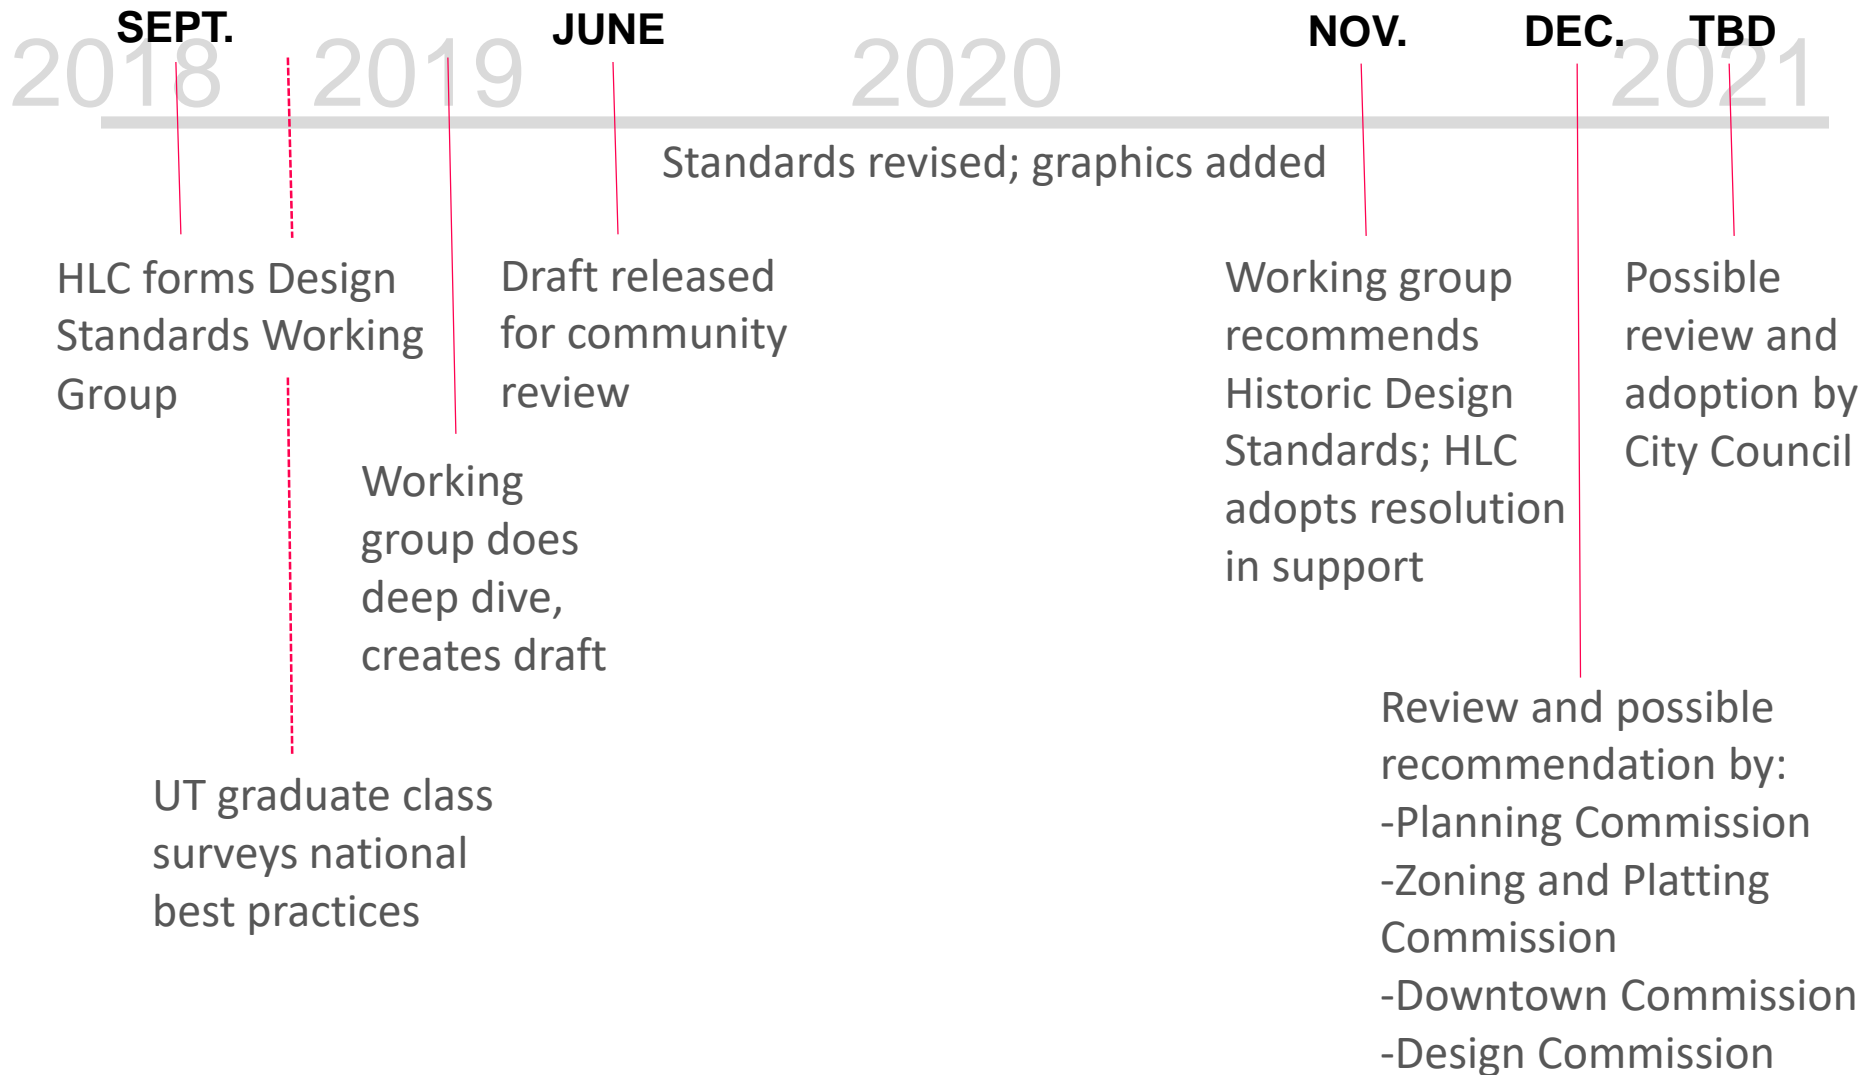 SEPT.
JUNE
NOV.
DEC.
TBD
2018
2019
2020
2021
Standards revised; graphics added
HLC forms Design
Standards Working
Group
Draft released
for community
review
Working group
recommends
Historic Design
Standards; HLC
adopts resolution
in support
Possible
review and
adoption by
City Council
Working
group does
deep dive,
creates draft
Review and possible
recommendation by:
-Planning Commission
-Zoning and Platting
Commission
-Downtown Commission
-Design Commission
UT graduate class
surveys national
best practices